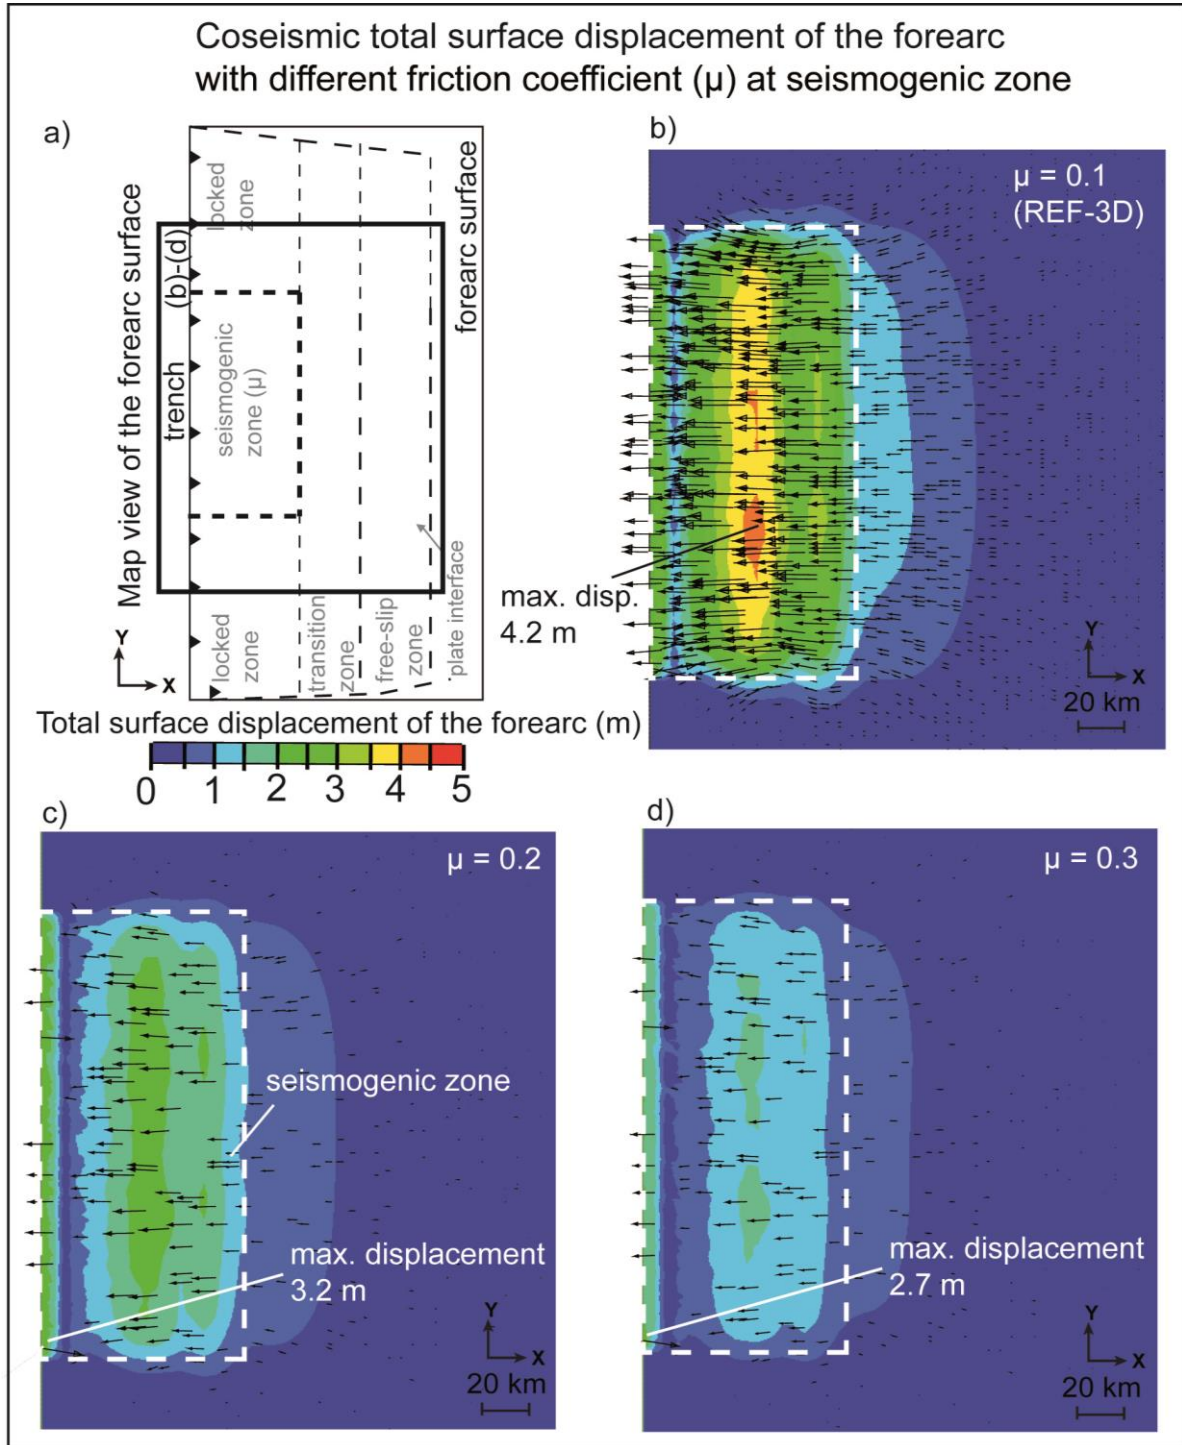 Coseismic total surface displacement of the forearc
with different friction coefficient (μ) at seismogenic zone
a)
Map view of the forearc surface
trench
(b)-(d)
locked
zone
seismogenic
zone (μ)
forearc surface
locked
zone
transition
zone
free-slip
zone
plate interface
Y
X
Total surface displacement of the forearc (m)
0 1 2 3 4 5
b)
μ = 0.1
(REF-3D)
max. disp.
4.2 m
Y
X
20 km
c)
μ = 0.2
seismogenic zone
max. displacement
3.2 m
Y
X
20 km
d)
μ = 0.3
max. displacement
2.7 m
Y
X
20 km